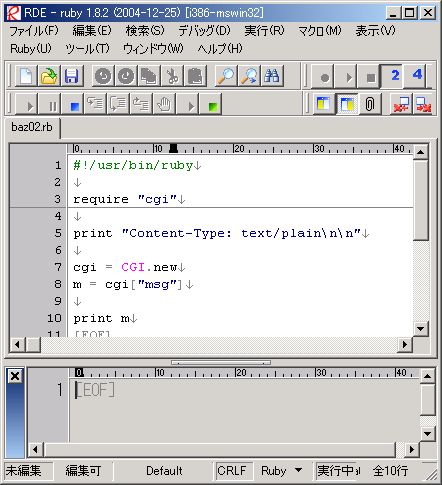 RDE - ruby 1.8.2 (2004-12-25) [i386-mswin32]
ファイル(F) 編集(E) 検索(S) デバッグ(D) 実行(R) マクロ(M) 表示(V)
Ruby(U) ツール(T) ウィンドウ(W) ヘルプ(H)
2 4
baz02.rb
0 10 20 30 40
1 #!/usr/bin/ruby↓
2 ↓
3 require "cgi"↓
4 ↓
5 print "Content-Type: text/plain\n\n"↓
6 ↓
7 cgi = CGI.new↓
8 m = cgi["msg"]↓
9 ↓
10 print m↓
11 [EOF]
0 10 20 30 40
1 [EOF]
未編集 編集可 Default CRLF Ruby 実行中 全10行